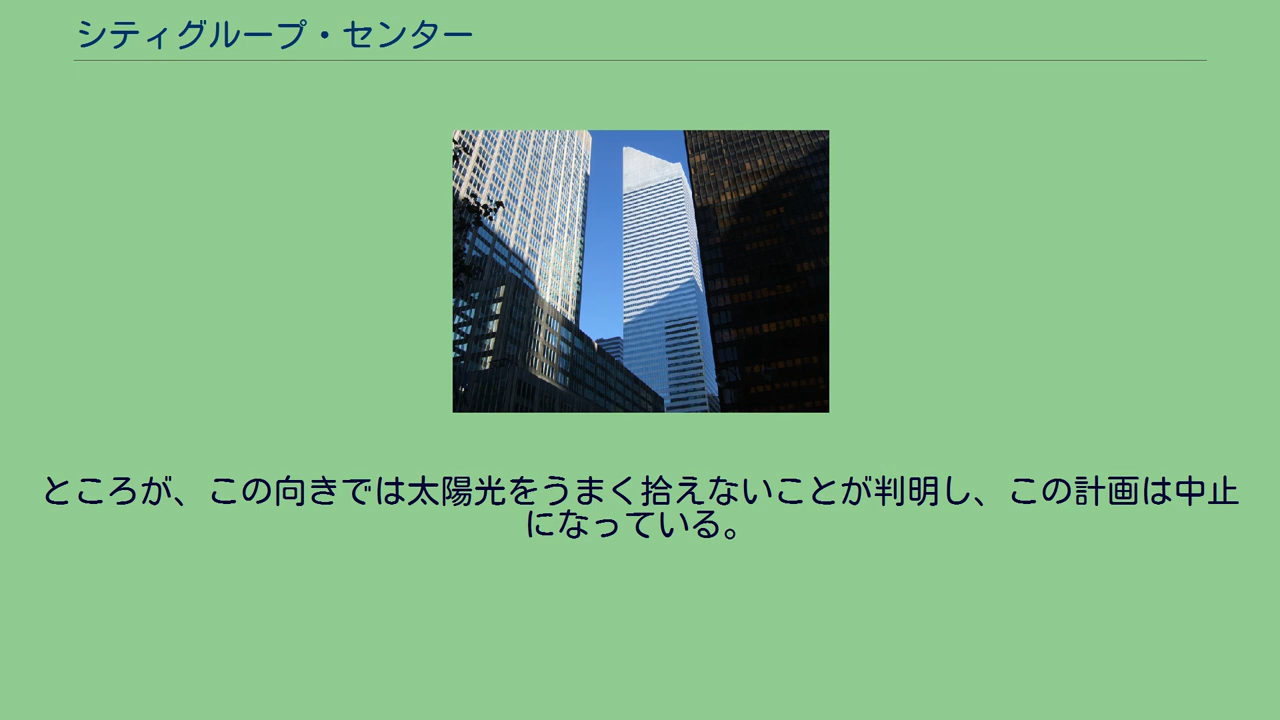 シティグループ・センター
ところが、この向きでは太陽光をうまく拾えないことが判明し、この計画は中止
になっている。